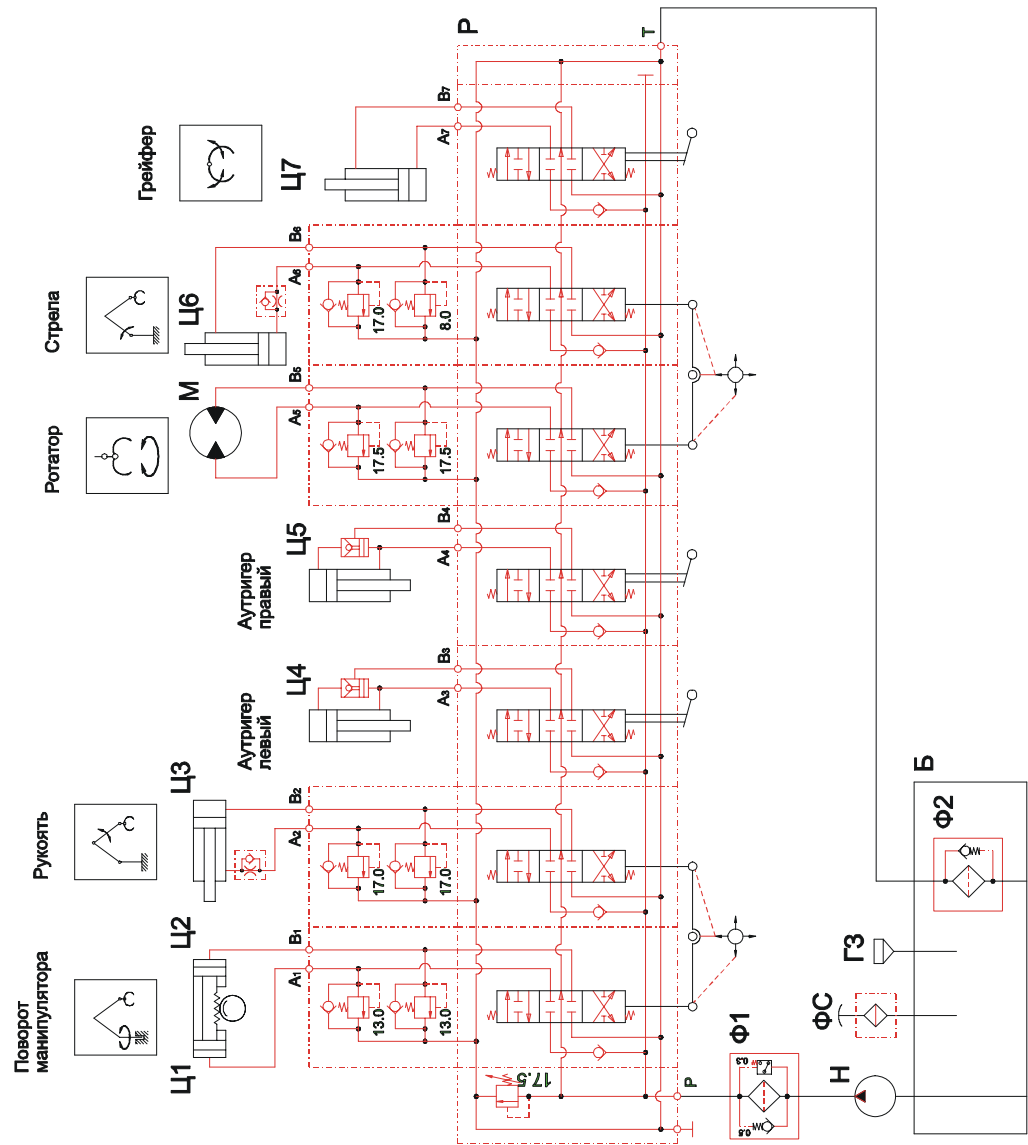 P
T
Грейфер
Ц7
B7
A7
Стрела
Ц6
B6
A6
17.0
8.0
Ротатор
М
B5
A5
17.5
17.5
Аутригер
правый
Ц5
B4
A4
Аутригер
левый
Ц4
B3
A3
Рукоять
Ц3
B2
A2
17.0
17.0
Поворот
манипулятора
Ц2
Ц1
B1
A1
13.0
13.0
17.5
P
Ф1
0.3
0.5
Н
Б
Ф2
ГЗ
ФС